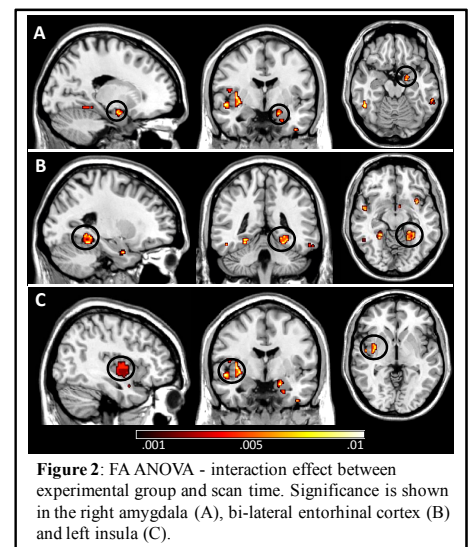 A
B
C
.001 .005 .01
Figure 2: FA ANOVA - interaction effect between
experimental group and scan time. Significance is shown
in the right amygdala (A), bi-lateral entorhinal cortex (B)
and left insula (C).